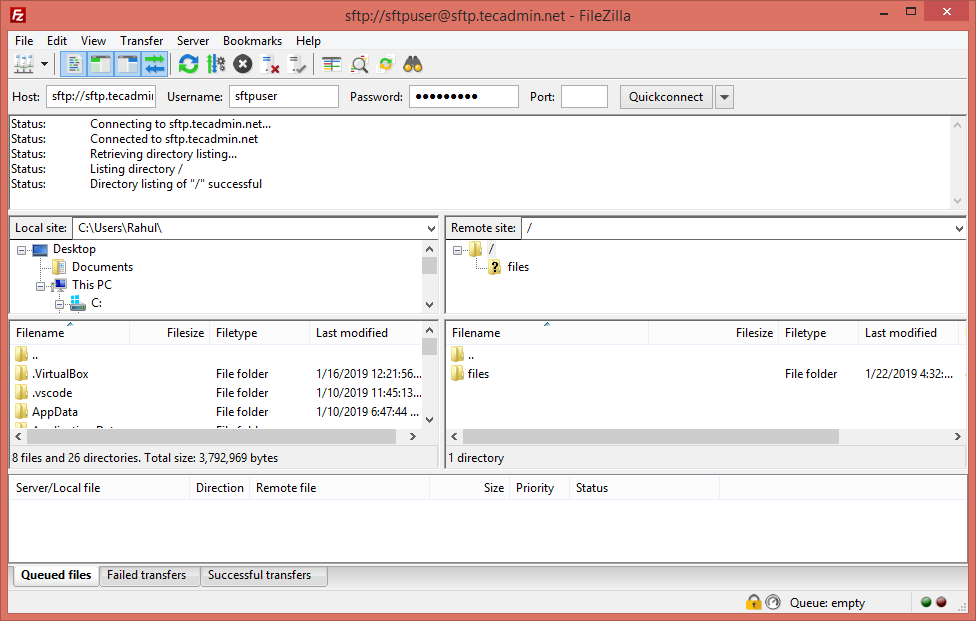 sftp://sftpuser@sftp.tecadmin.net - FileZilla
File Edit View Transfer Server Bookmarks Help
Host: sftp://sftp.tecadmin Username: sftpuser Password: ●●●●●●●●● Port: Quickconnect
Status: Connecting to sftp.tecadmin.net...
Status: Connected to sftp.tecadmin.net
Status: Retrieving directory listing...
Status: Listing directory /
Status: Directory listing of "/" successful
Local site: C:\Users\Rahul\
Desktop
Documents
This PC
C:
Remote site: /
/
? files
Filename Filesize Filetype Last modified
..
.VirtualBox File folder 1/16/2019 12:21:56...
.vscode File folder 1/10/2019 11:45:13...
AppData File folder 1/10/2019 6:47:44 ...
8 files and 26 directories. Total size: 3,792,969 bytes
Filename Filesize Filetype Last modified
..
files File folder 1/22/2019 4:32:...
1 directory
Server/Local file Direction Remote file Size Priority Status
Queued files Failed transfers Successful transfers
Queue: empty